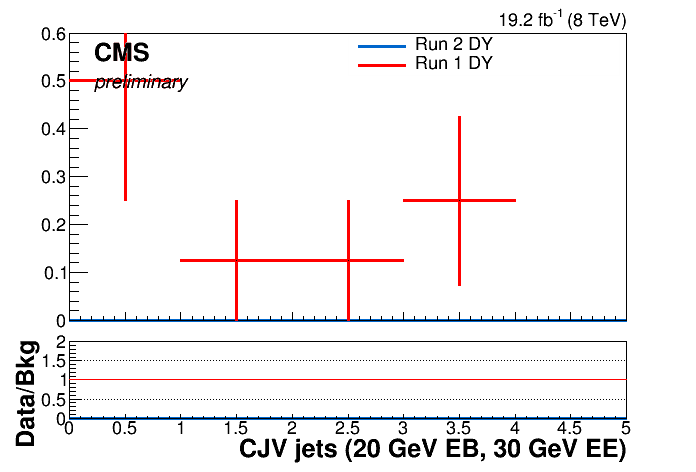 19.2 fb-1 (8 TeV)
CMS
preliminary
Run 2 DY
Run 1 DY
0.6
0.5
0.4
0.3
0.2
0.1
0
Data/Bkg
2
1.5
1
0.5
0
0 0.5 1 1.5 2 2.5 3 3.5 4 4.5 5
CJV jets (20 GeV EB, 30 GeV EE)